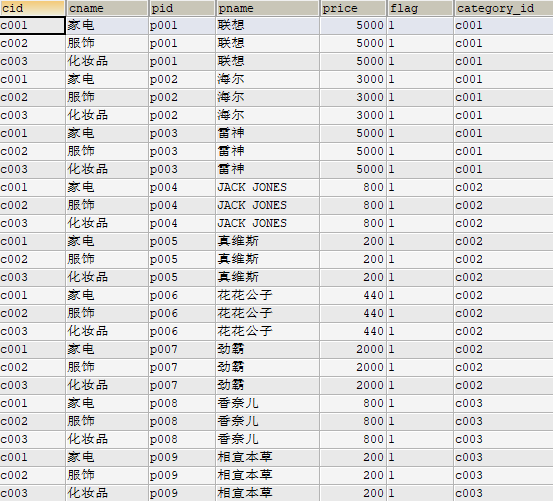 cid cname pid pname price flag category_id
c001 家电 p001 联想 5000 1 c001
c002 服饰 p001 联想 5000 1 c001
c003 化妆品 p001 联想 5000 1 c001
c001 家电 p002 海尔 3000 1 c001
c002 服饰 p002 海尔 3000 1 c001
c003 化妆品 p002 海尔 3000 1 c001
c001 家电 p003 雷神 5000 1 c001
c002 服饰 p003 雷神 5000 1 c001
c003 化妆品 p003 雷神 5000 1 c001
c001 家电 p004 JACK JONES 800 1 c002
c002 服饰 p004 JACK JONES 800 1 c002
c003 化妆品 p004 JACK JONES 800 1 c002
c001 家电 p005 真维斯 200 1 c002
c002 服饰 p005 真维斯 200 1 c002
c003 化妆品 p005 真维斯 200 1 c002
c001 家电 p006 花花公子 440 1 c002
c002 服饰 p006 花花公子 440 1 c002
c003 化妆品 p006 花花公子 440 1 c002
c001 家电 p007 劲霸 2000 1 c002
c002 服饰 p007 劲霸 2000 1 c002
c003 化妆品 p007 劲霸 2000 1 c002
c001 家电 p008 香奈儿 800 1 c003
c002 服饰 p008 香奈儿 800 1 c003
c003 化妆品 p008 香奈儿 800 1 c003
c001 家电 p009 相宜本草 200 1 c003
c002 服饰 p009 相宜本草 200 1 c003
c003 化妆品 p009 相宜本草 200 1 c003